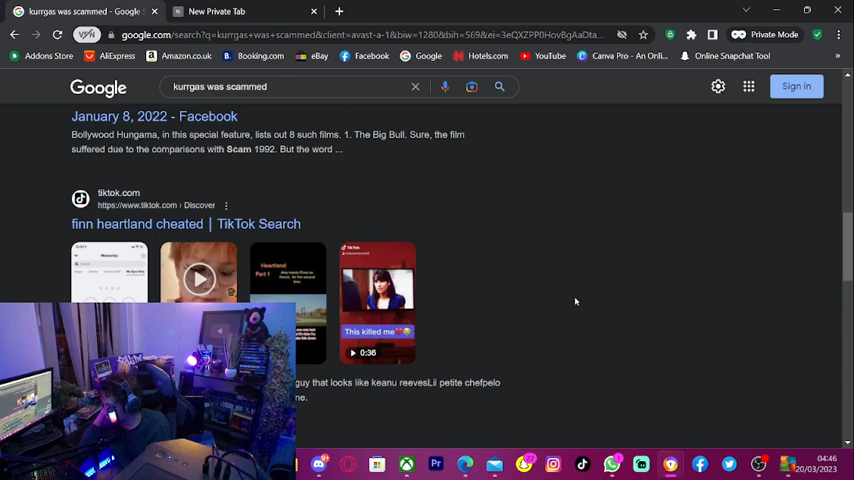 kurrgas was scammed - Google S
New Private Tab
VPN
google.com/search?q=kurrgas+was+scammed&client=avast-a-1&biw=1280&bih=569&ei=3eQXZPP0HovBgAaDta...
Private Mode
Addons Store
AliExpress
Amazon.co.uk
Booking.com
eBay
Facebook
Google
Hotels.com
YouTube
Canva Pro - An Onli...
Online Snapchat Tool
Google
kurrgas was scammed
Sign in
January 8, 2022 - Facebook
Bollywood Hungama, in this special feature, lists out 8 such films. 1. The Big Bull. Sure, the film
suffered due to the comparisons with Scam 1992. But the word ...
tiktok.com
https://www.tiktok.com › Discover
finn heartland cheated | TikTok Search
Heartland
Part 1
TikTok
This killed me
0:36
guy that looks like keanu reevesLil petite chefpelo
ne.
Pr
04:46
20/03/2023